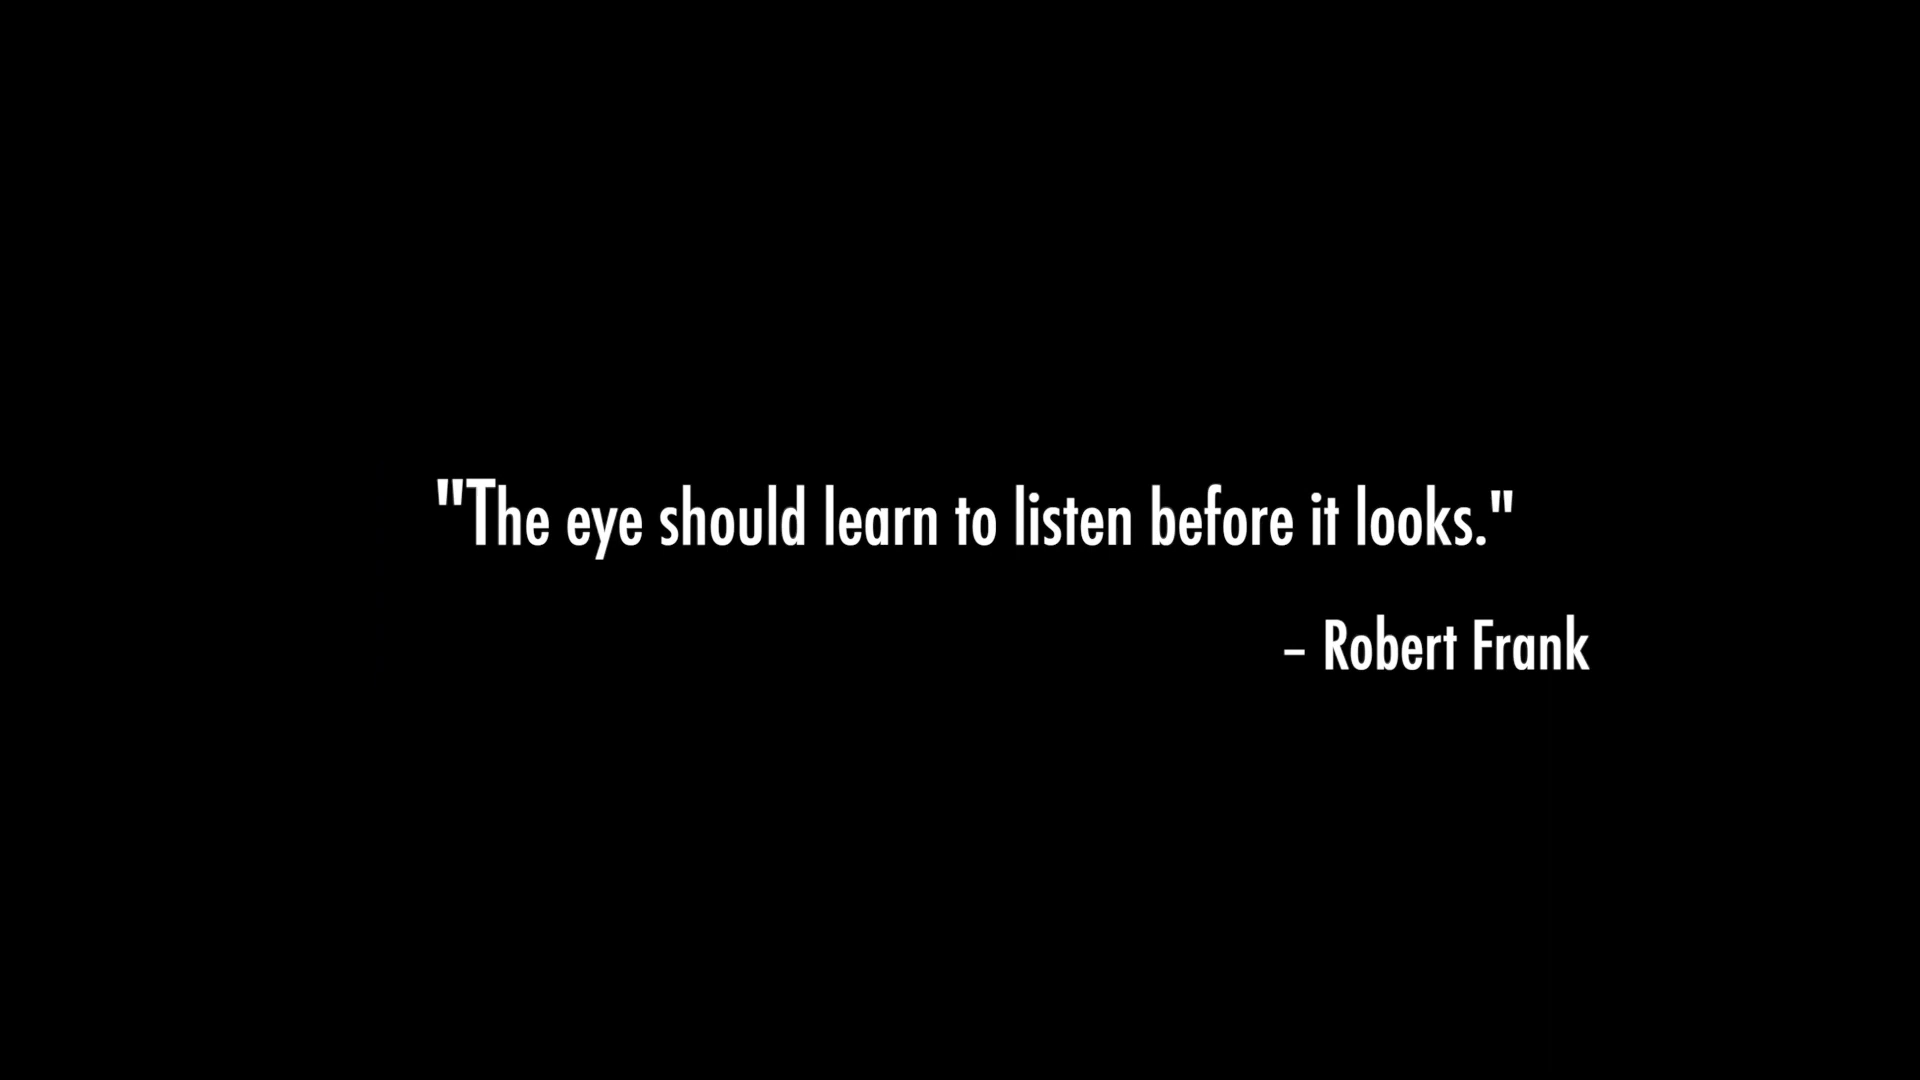 "The eye should learn to listen before it looks."
– Robert Frank